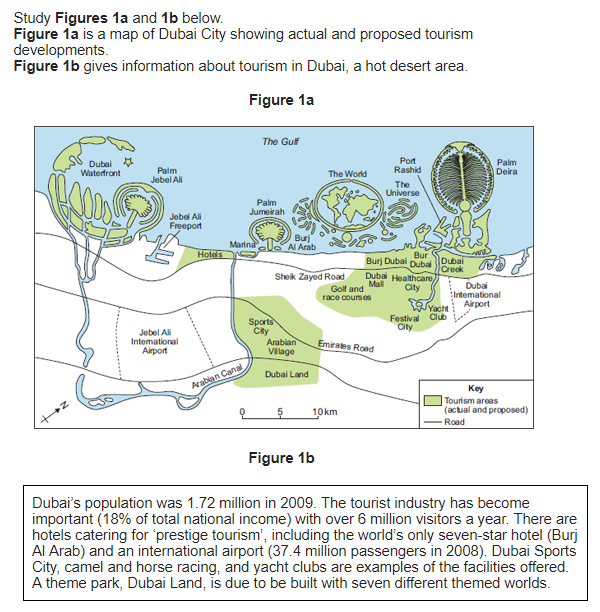 Study Figures 1a and 1b below.
Figure 1a is a map of Dubai City showing actual and proposed tourism
developments.
Figure 1b gives information about tourism in Dubai, a hot desert area.
Figure 1a
The Gulf
Dubai
Waterfront
Palm
Jebel Ali
Jebel Ali
Freeport
Hotels
Marina
Palm
Jumeirah
Burj
Al Arab
The World
The
Universe
Port
Rashid
Palm
Deira
Burj Dubai
Bur
Dubai
Dubai
Creek
Sheik Zayed Road
Dubai
Mall
Healthcare
City
Golf and
race courses
Dubai
International
Airport
Yacht
Club
Festival
City
Jebel Ali
International
Airport
Sports
City
Arabian
Village
Emirates Road
Dubai Land
Arabian Canal
N
0 5 10km
Key
Tourism areas
(actual and proposed)
Road
Figure 1b
Dubai's population was 1.72 million in 2009. The tourist industry has become
important (18% of total national income) with over 6 million visitors a year. There are
hotels catering for 'prestige tourism', including the world's only seven-star hotel (Burj
Al Arab) and an international airport (37.4 million passengers in 2008). Dubai Sports
City, camel and horse racing, and yacht clubs are examples of the facilities offered.
A theme park, Dubai Land, is due to be built with seven different themed worlds.